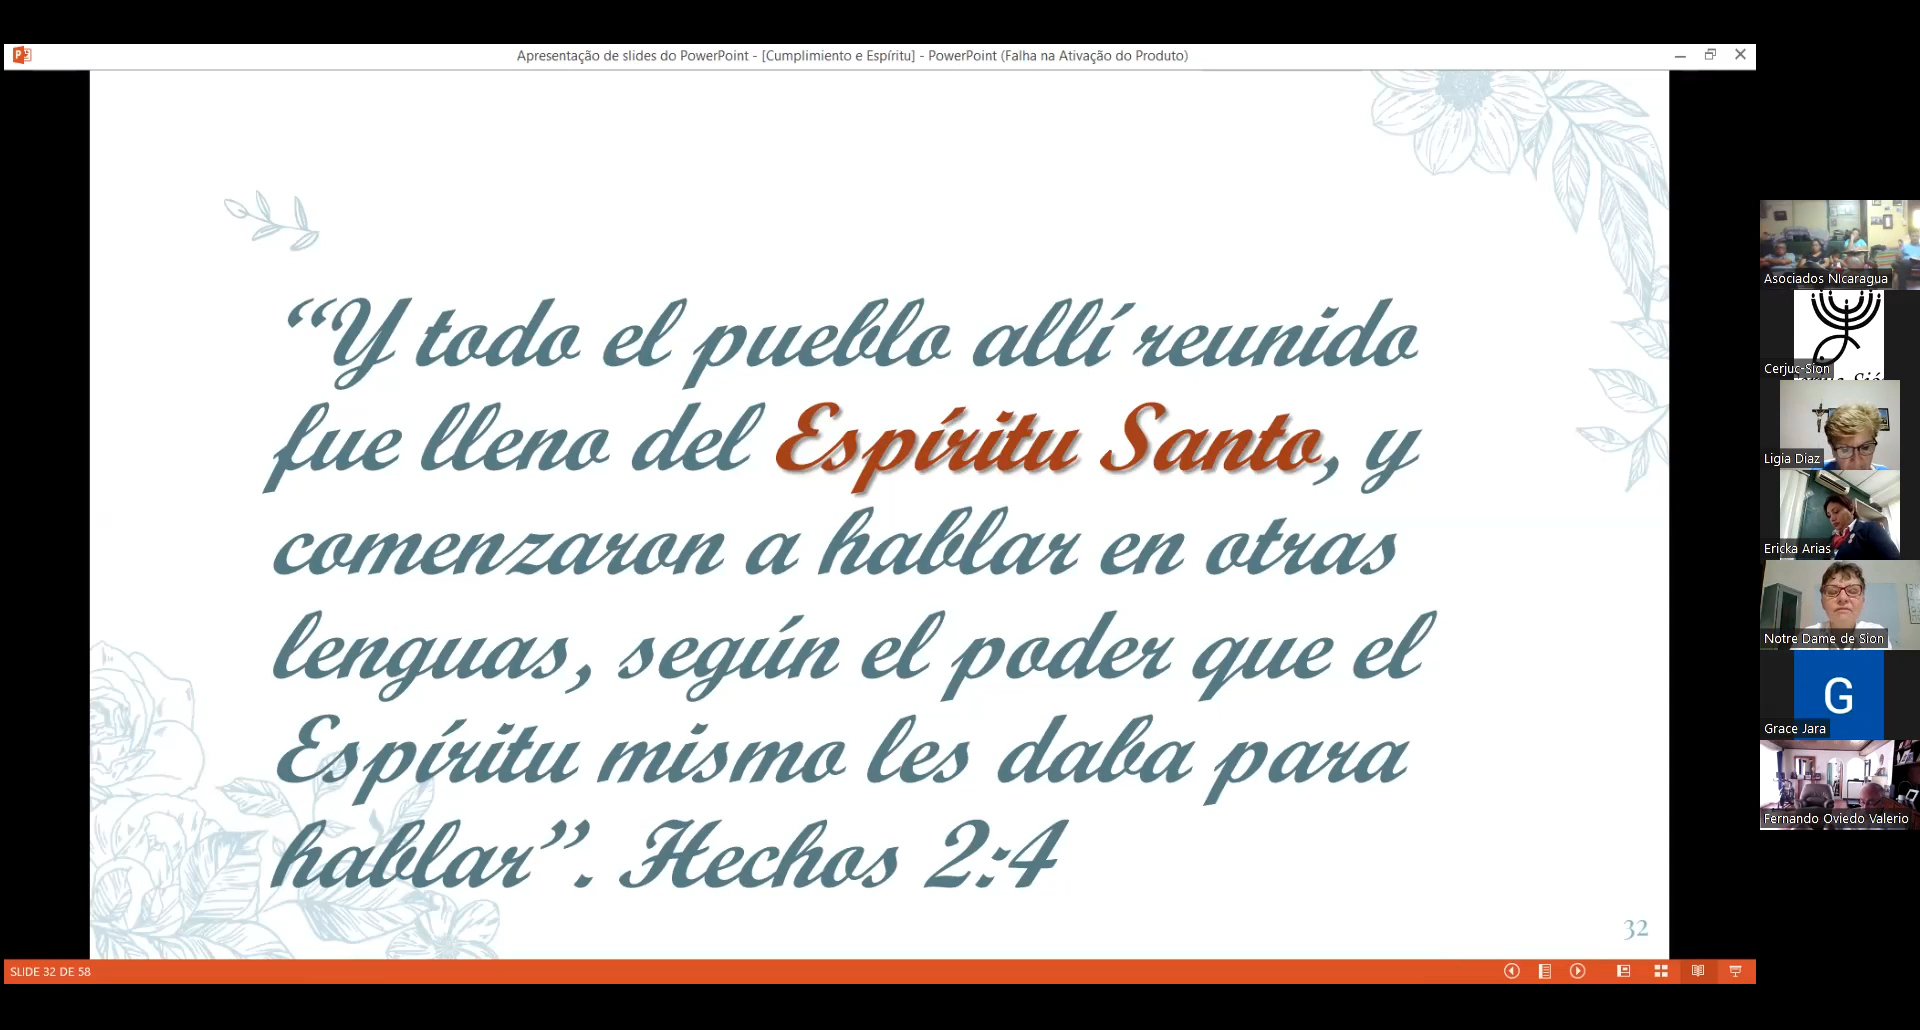 Apresentação de slides do PowerPoint - [Cumplimiento e Espíritu] - PowerPoint (Falha na Ativação do Produto)
“Y todo el pueblo allí reunido
fue lleno del Espíritu Santo, y
comenzaron a hablar en otras
lenguas, según el poder que el
Espíritu mismo les daba para
hablar”. Hechos 2:4
32
SLIDE 32 DE 58
Asociados NIcaragua
Cerjuc-Sion
Ligia Diaz
Ericka Arias
Notre Dame de Sion
G
Grace Jara
Fernando Oviedo Valerio